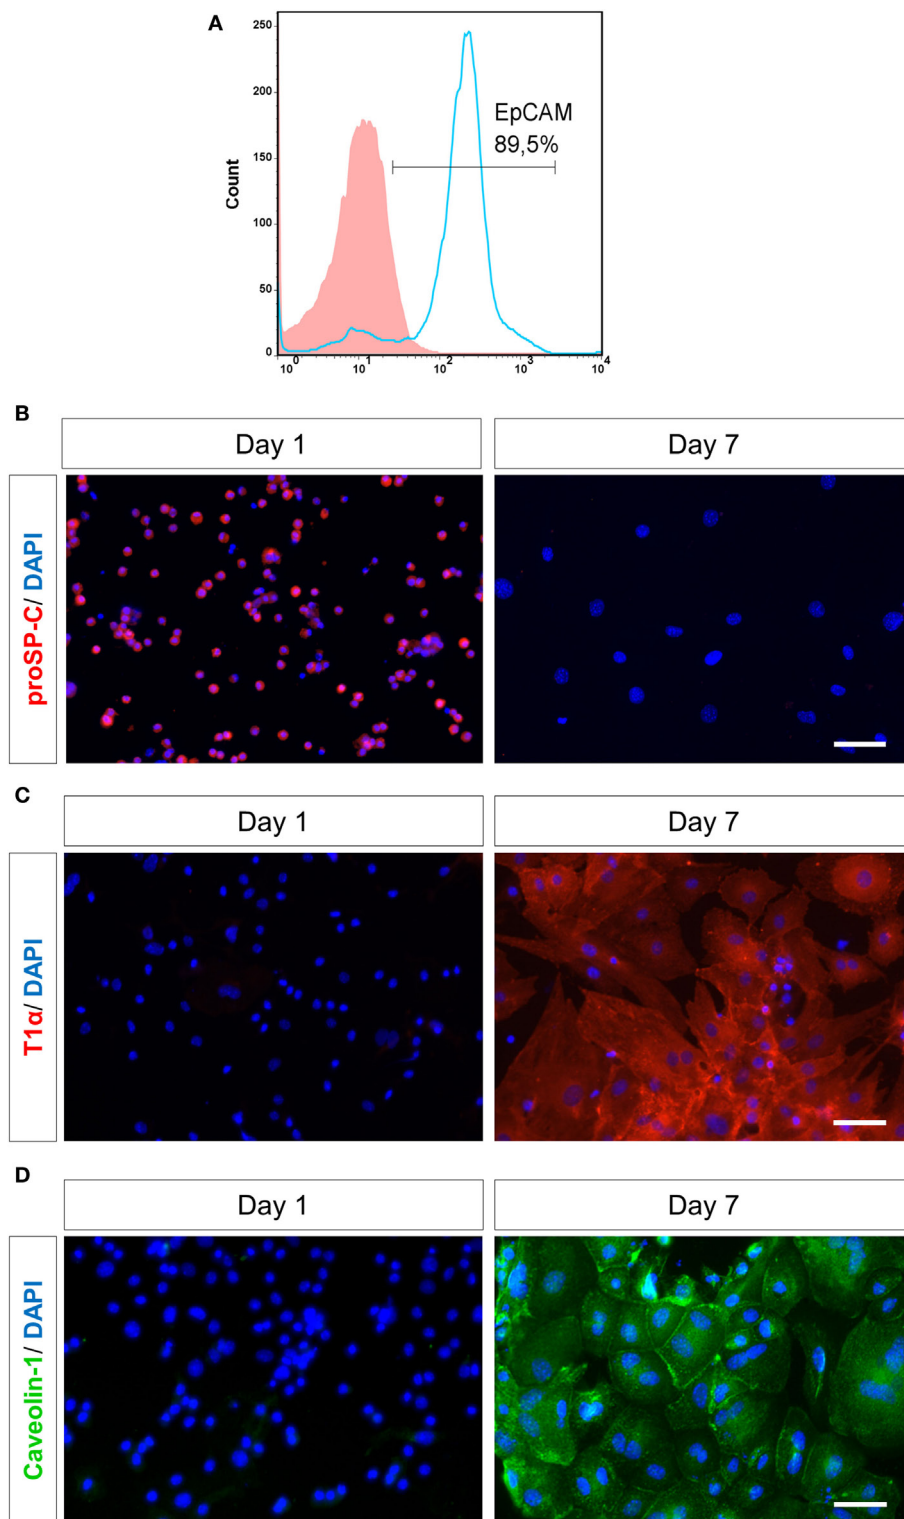 A
250
200
150
100
50
0
Count
EpCAM
89,5%
10^0
10^1
10^2
10^3
10^4
B
Day 1
Day 7
proSP-C/ DAPI
C
Day 1
Day 7
T1α/ DAPI
D
Day 1
Day 7
Caveolin-1/ DAPI